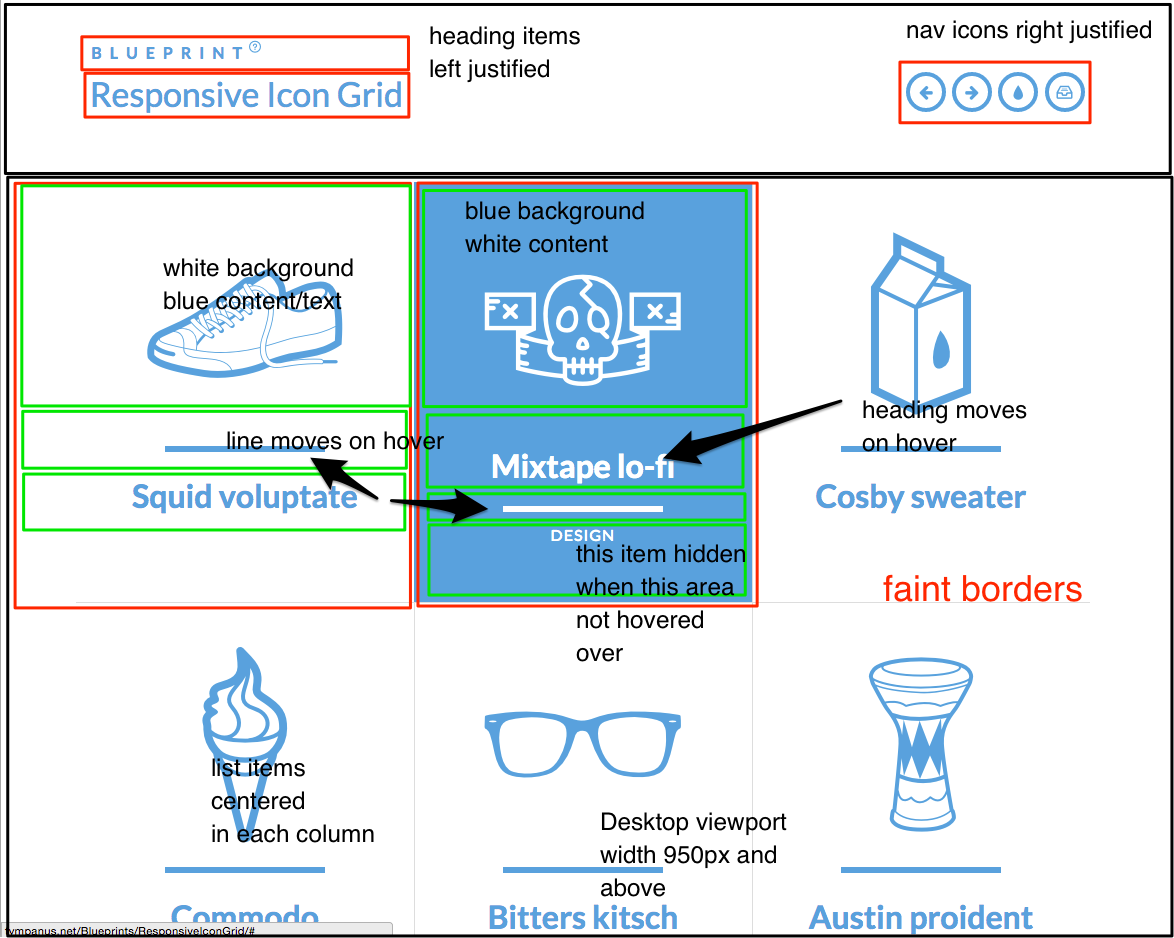 BLUEPRINT?
Responsive Icon Grid
heading items
left justified
nav icons right justified
white background
blue content/text
blue background
white content
line moves on hover
heading moves
on hover
Squid voluptate
Mixtape lo-fi
Cosby sweater
DESIGN
this item hidden
when this area
not hovered
over
faint borders
list items
centered
in each column
Desktop viewport
width 950px and
above
Commodo
Bitters kitsch
Austin proident
tympanus.net/Blueprints/ResponsiveIconGrid/#